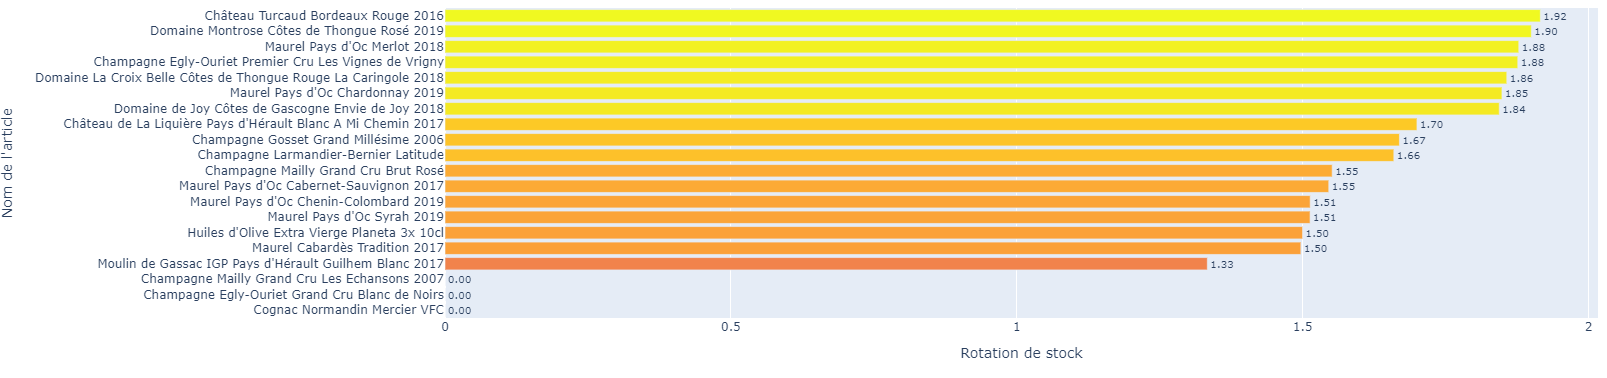 Nom de l'article
Château Turcaud Bordeaux Rouge 2016 1.92
Domaine Montrose Côtes de Thongue Rosé 2019 1.90
Maurel Pays d'Oc Merlot 2018 1.88
Champagne Egly-Ouriet Premier Cru Les Vignes de Vrigny 1.88
Domaine La Croix Belle Côtes de Thongue Rouge La Caringole 2018 1.86
Maurel Pays d'Oc Chardonnay 2019 1.85
Domaine de Joy Côtes de Gascogne Envie de Joy 2018 1.84
Château de La Liquière Pays d'Hérault Blanc A Mi Chemin 2017 1.70
Champagne Gosset Grand Millésime 2006 1.67
Champagne Larmandier-Bernier Latitude 1.66
Champagne Mailly Grand Cru Brut Rosé 1.55
Maurel Pays d'Oc Cabernet-Sauvignon 2017 1.55
Maurel Pays d'Oc Chenin-Colombard 2019 1.51
Maurel Pays d'Oc Syrah 2019 1.51
Huiles d'Olive Extra Vierge Planeta 3x 10cl 1.50
Maurel Cabardès Tradition 2017 1.50
Moulin de Gassac IGP Pays d'Hérault Guilhem Blanc 2017 1.33
Champagne Mailly Grand Cru Les Echansons 2007 0.00
Champagne Egly-Ouriet Grand Cru Blanc de Noirs 0.00
Cognac Normandin Mercier VFC 0.00
0 0.5 1 1.5 2
Rotation de stock